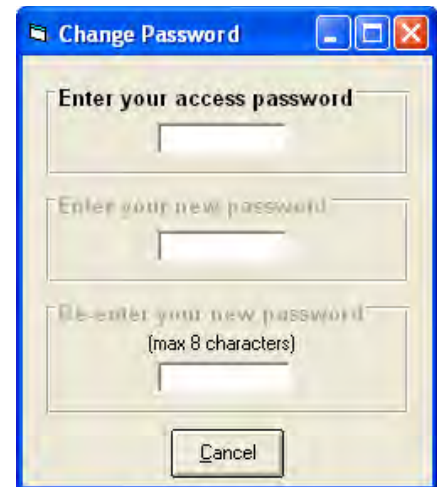 Change Password
Enter your access password
Enter your new password
Re-enter your new password
(max 8 characters)
Cancel